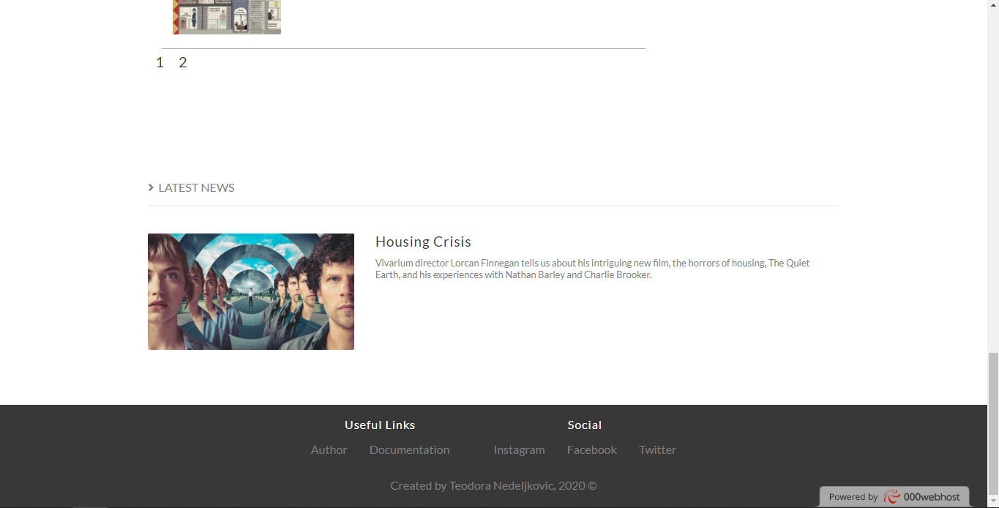 1 2
LATEST NEWS
Housing Crisis
Vivarium director Lorcan Finnegan tells us about his intriguing new film, the horrors of housing, The Quiet
Earth, and his experiences with Nathan Barley and Charlie Brooker.
Useful Links Social
Author Documentation Instagram Facebook Twitter
Created by Teodora Nedeljkovic, 2020 ©
Powered by 000webhost